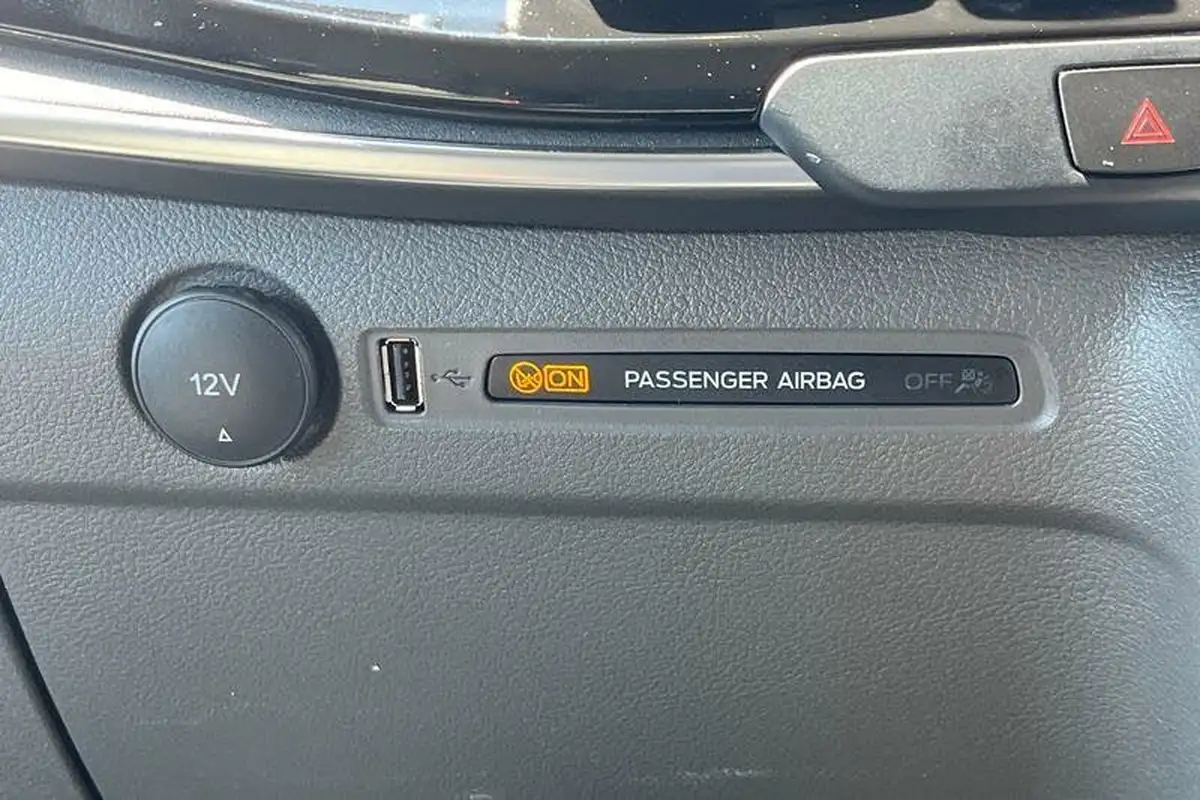 12V
ON PASSENGER AIRBAG OFF